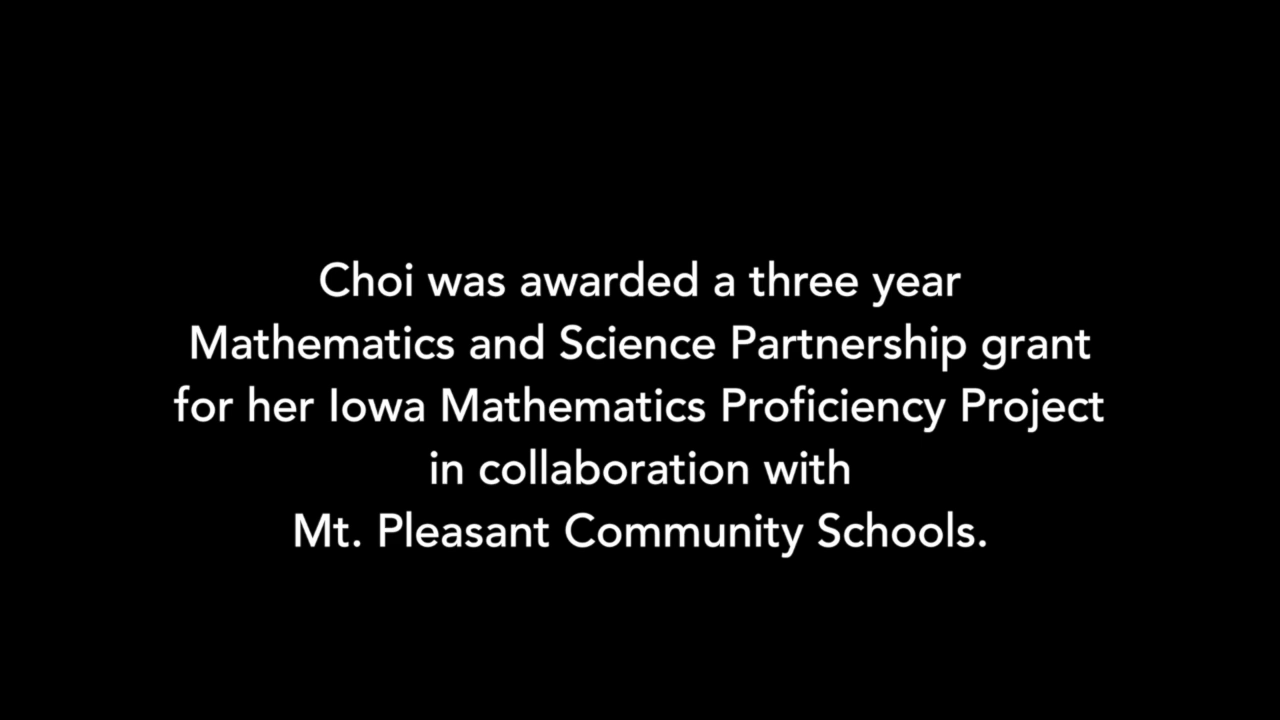 Choi was awarded a three year
Mathematics and Science Partnership grant
for her Iowa Mathematics Proficiency Project
in collaboration with
Mt. Pleasant Community Schools.